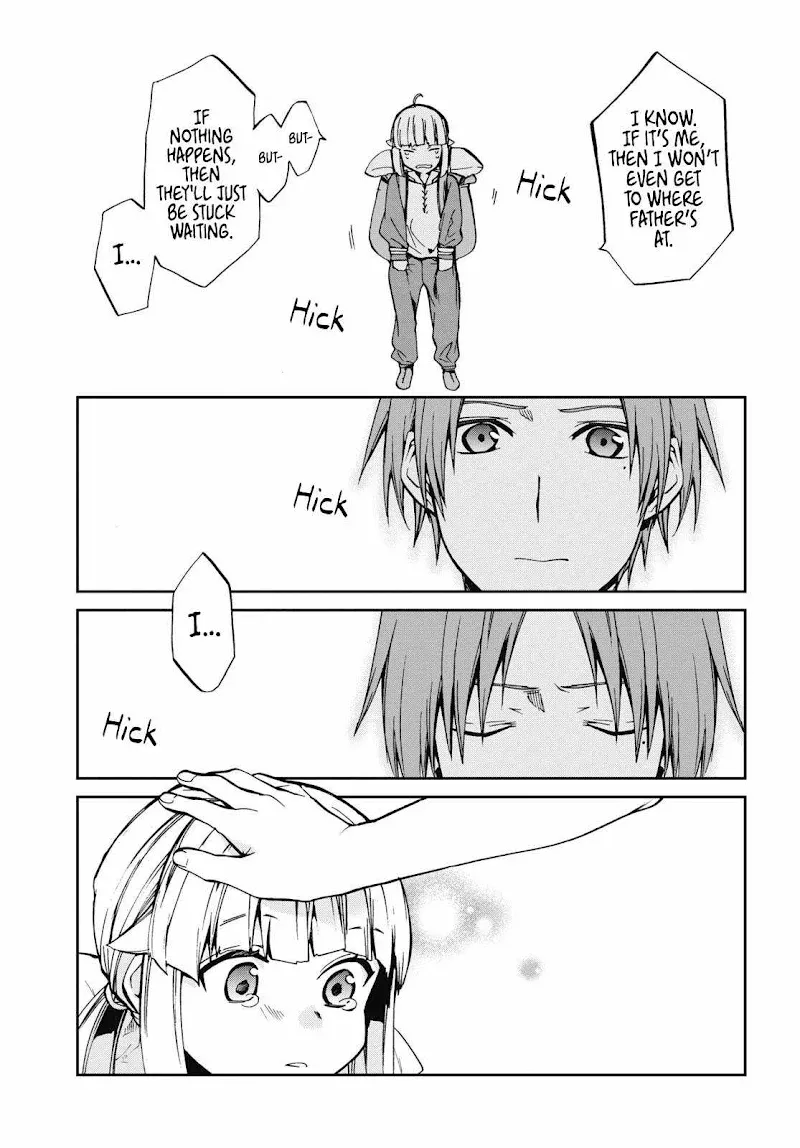 I KNOW.
IF IT'S ME,
THEN I WON'T
EVEN GET
TO WHERE
FATHER'S
AT.
Hick
BUT-
BUT-
IF
NOTHING
HAPPENS,
THEN
THEY'LL JUST
BE STUCK
WAITING.
I...
Hick
Hick
I...
Hick